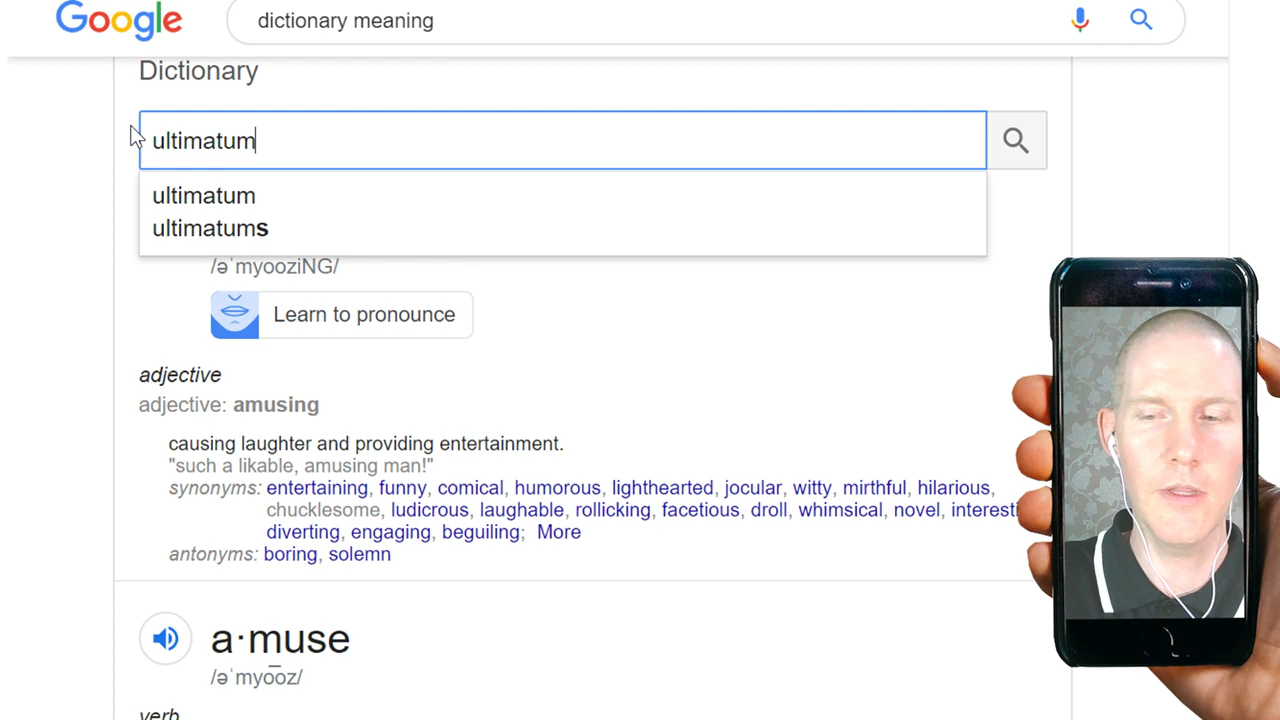 Google
dictionary meaning
Dictionary
ultimatum
ultimatum
ultimatums
/əˈmyooziNG/
Learn to pronounce
adjective
adjective: amusing
causing laughter and providing entertainment.
"such a likable, amusing man!"
synonyms: entertaining, funny, comical, humorous, lighthearted, jocular, witty, mirthful, hilarious,
chucklesome, ludicrous, laughable, rollicking, facetious, droll, whimsical, novel, interesti
diverting, engaging, beguiling; More
antonyms: boring, solemn
a·muse
/əˈmyo͞oz/
verb